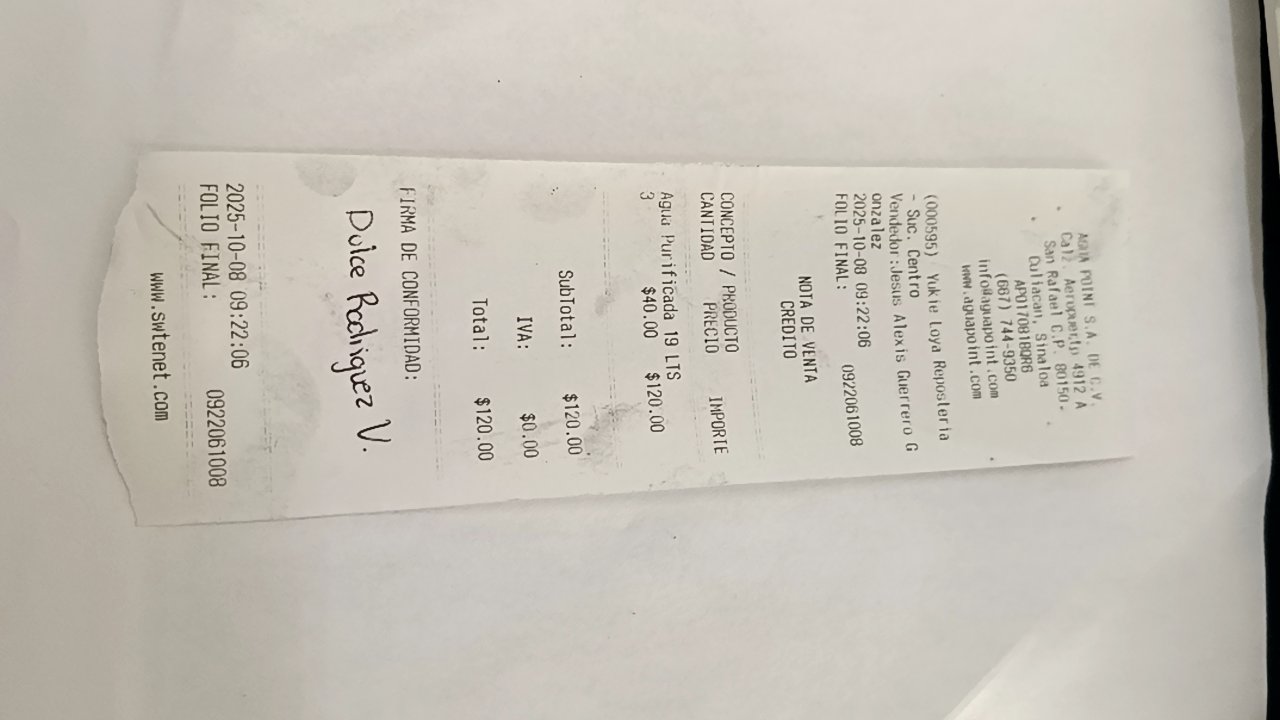 AGUA POINT S.A. DE C.V.
Calz. Aeropuerto 4912 A
San Rafael C.P. 80150.
Culiacan, Sinaloa
APO170818QR6
(667) 744-9350
info@aguapoint.com
www.aguapoint.com
(000595) Yukie Loya Reposteria
- Suc. Centro
Vendedor:Jesus Alexis Guerrero G
onzalez
2025-10-08 09:22:06
FOLIO FINAL: 0922061008
NOTA DE VENTA
CREDITO
CONCEPTO / PRODUCTO
CANTIDAD PRECIO IMPORTE
Agua Purificada 19 LTS
3 $40.00 $120.00
SubTotal: $120.00
IVA: $0.00
Total: $120.00
FIRMA DE CONFORMIDAD:
Dulce Rodriguez V.
2025-10-08 09:22:06
FOLIO FINAL: 0922061008
www.swtenet.com